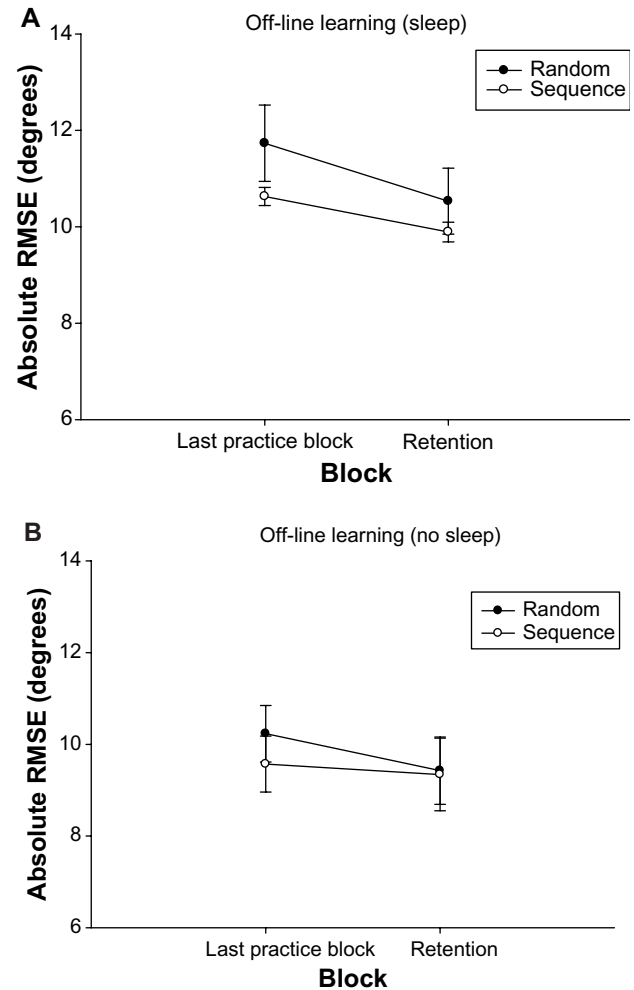 A
Off-line learning (sleep)
14
12
10
8
6
Absolute RMSE (degrees)
Random
Sequence
Last practice block
Retention
Block
B
Off-line learning (no sleep)
14
12
10
8
6
Absolute RMSE (degrees)
Random
Sequence
Last practice block
Retention
Block